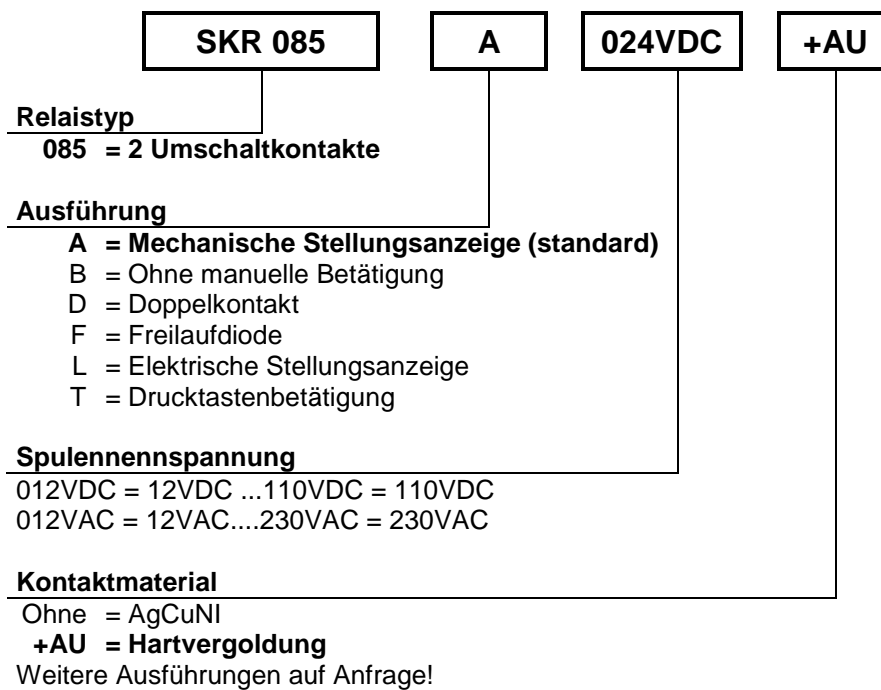 SKR 085 A 024VDC +AU
Relaistyp
085 = 2 Umschaltkontakte
Ausführung
A = Mechanische Stellungsanzeige (standard)
B = Ohne manuelle Betätigung
D = Doppelkontakt
F = Freilaufdiode
L = Elektrische Stellungsanzeige
T = Drucktastenbetätigung
Spulennennspannung
012VDC = 12VDC ...110VDC = 110VDC
012VAC = 12VAC....230VAC = 230VAC
Kontaktmaterial
Ohne = AgCuNI
+AU = Hartvergoldung
Weitere Ausführungen auf Anfrage!